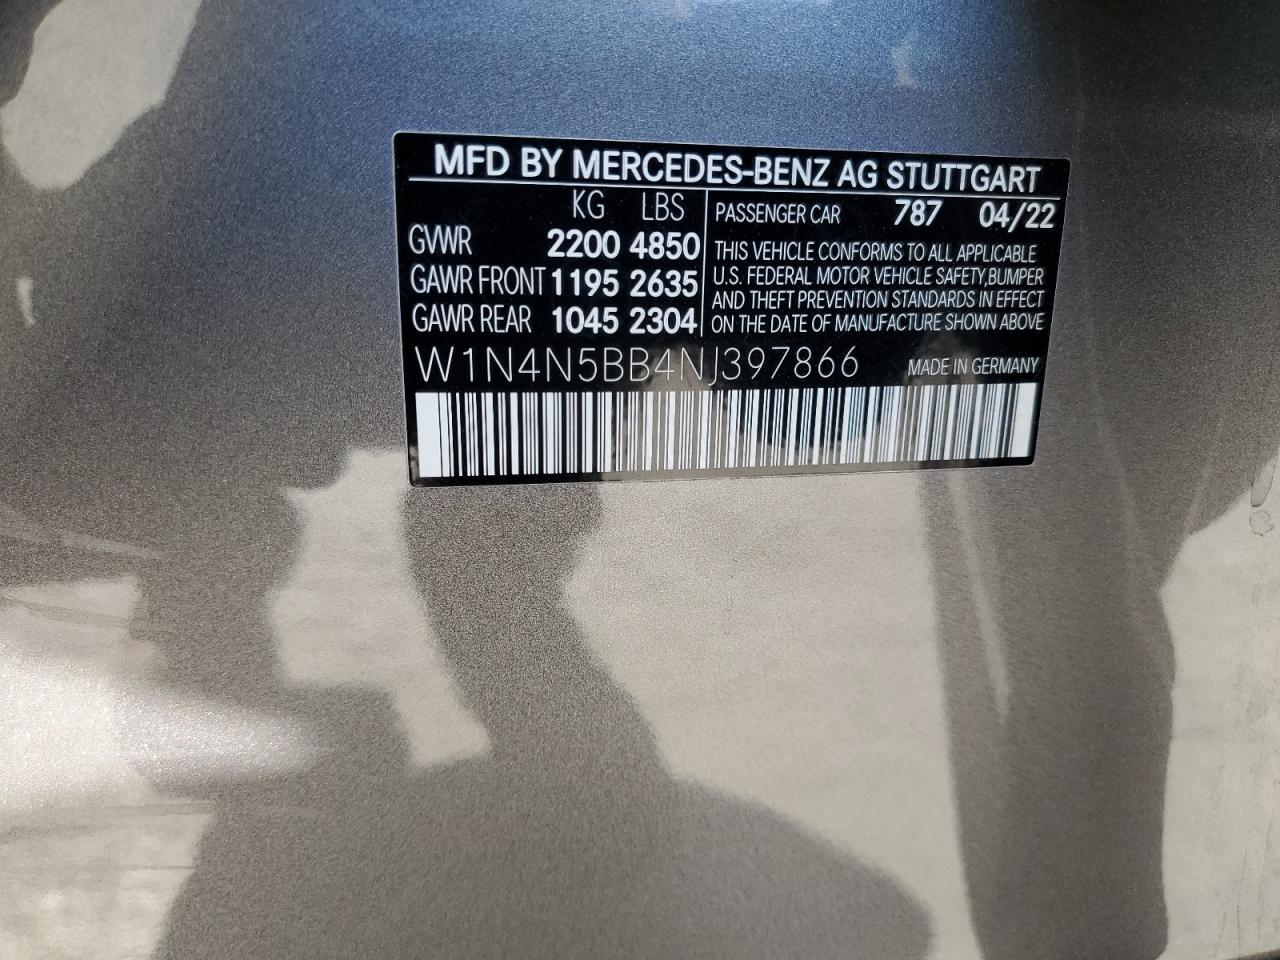 MFD BY MERCEDES-BENZ AG STUTTGART
KG LBS
GVWR 2200 4850
GAWR FRONT 1195 2635
GAWR REAR 1045 2304
PASSENGER CAR 787 04/22
THIS VEHICLE CONFORMS TO ALL APPLICABLE
U.S. FEDERAL MOTOR VEHICLE SAFETY,BUMPER
AND THEFT PREVENTION STANDARDS IN EFFECT
ON THE DATE OF MANUFACTURE SHOWN ABOVE
W1N4N5BB4NJ397866 MADE IN GERMANY